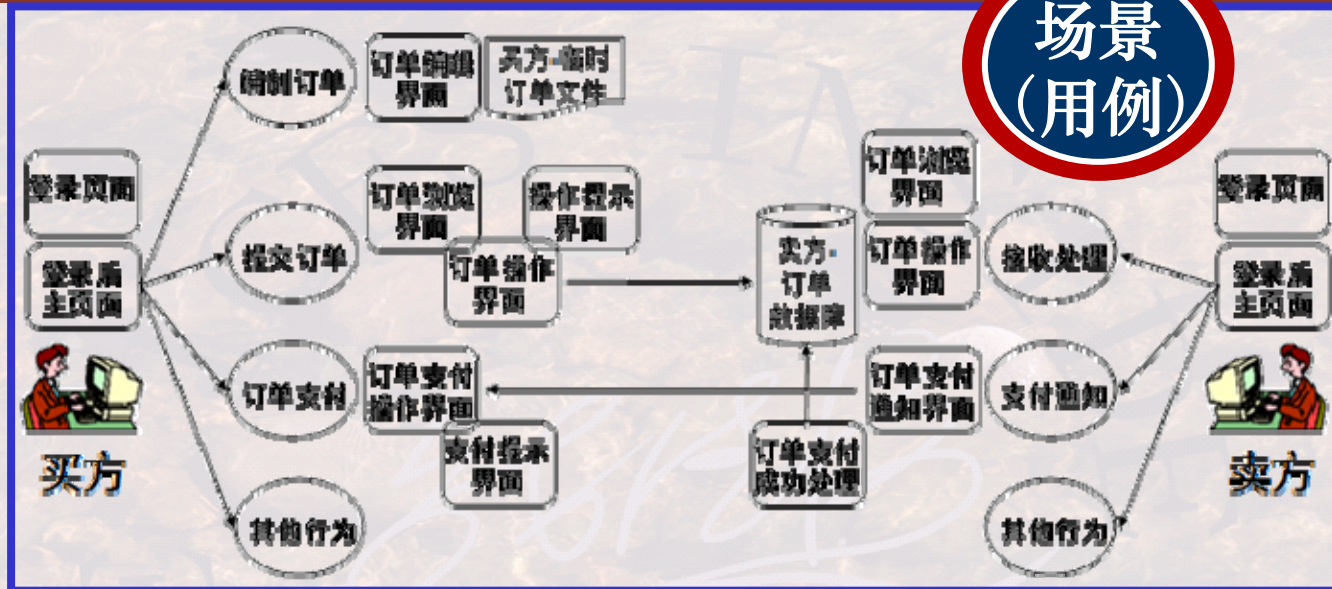 场景
(用例)
编制订单
订单编辑
界面
买方-临时
订单文件
登录页面
登录后
主页面
提交订单
订单浏览
界面
操作提示
界面
订单操作
界面
订单支付
订单支付
操作界面
支付提示
界面
其他行为
买方
卖方-
订单
数据库
订单浏览
界面
订单操作
界面
接收处理
登录页面
登录后
主页面
订单支付
通知界面
支付通知
订单支付
成功处理
其他行为
卖方